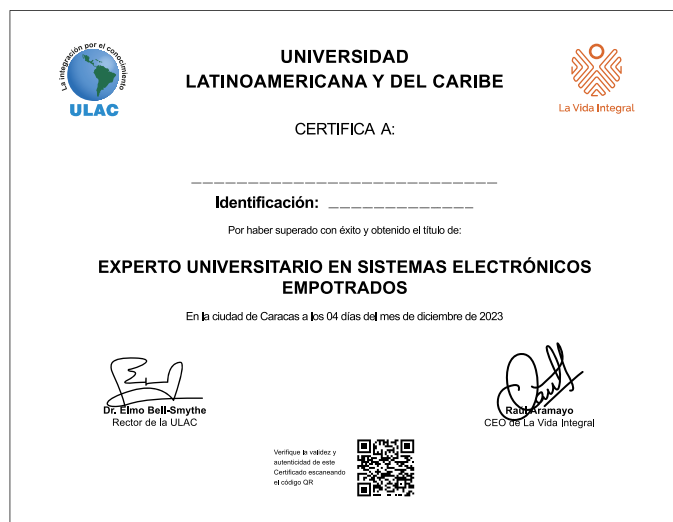 La integración por el conocimiento
ULAC
UNIVERSIDAD
LATINOAMERICANA Y DEL CARIBE
La Vida Integral
CERTIFICA A:
___________________________
Identificación: _____________
Por haber superado con éxito y obtenido el título de:
EXPERTO UNIVERSITARIO EN SISTEMAS ELECTRÓNICOS
EMPOTRADOS
En la ciudad de Caracas a los 04 días del mes de diciembre de 2023
Dr. Elmo Bell-Smythe
Rector de la ULAC
Raúl Aramayo
CEO de La Vida Integral
Verifique la validez y
autenticidad de este
Certificado escaneando
el código QR